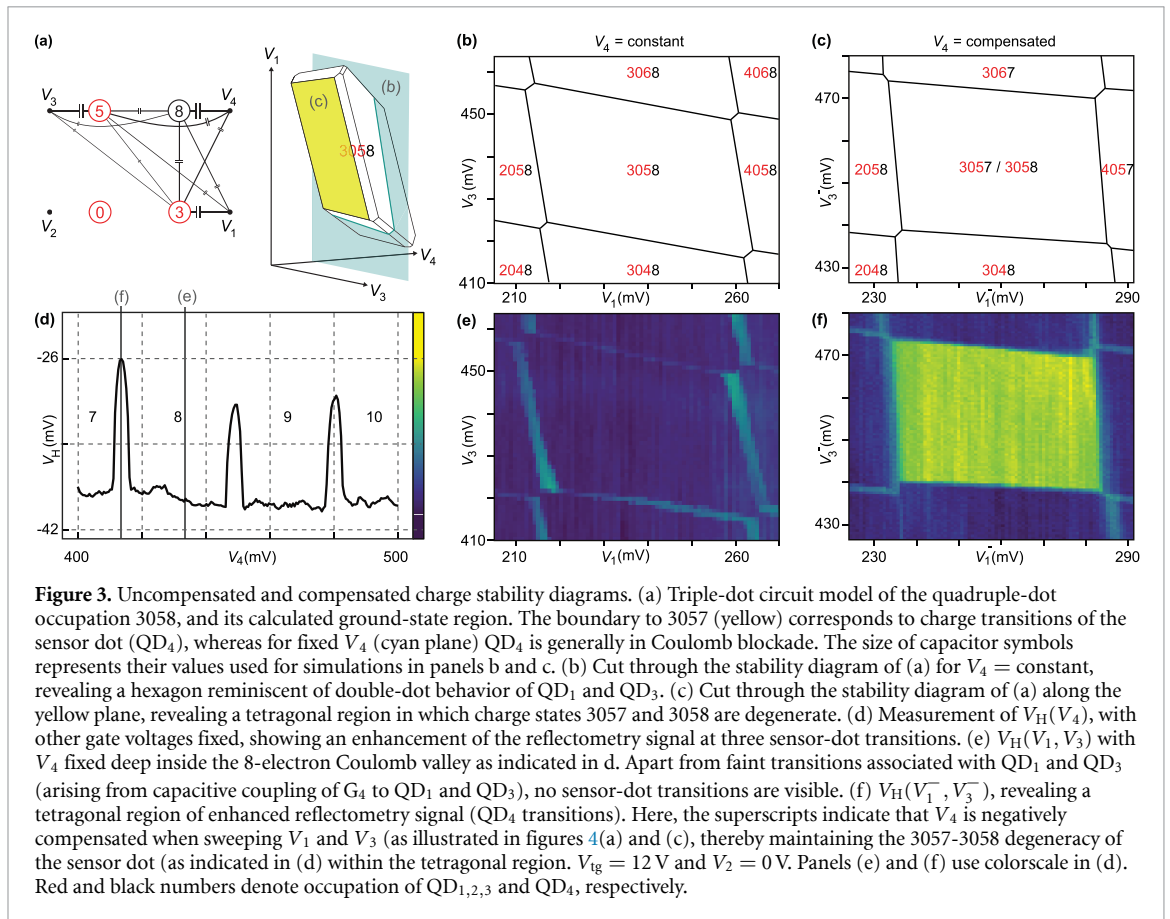 (a)
V3
5
8
V4
V2
0
3
V1
V1
(b)
(c)
3058
V4
V3
(b)
V4 = constant
3068
4068
450
V3 (mV)
2058
3058
4058
2048
3048
410
210
V1(mV)
260
(c)
V4 = compensated
3067
470
V3⁻ (mV)
2058
3057 / 3058
4057
430
2048
3048
230
V1⁻(mV)
290
(d)
(f)
(e)
-26
VH(mV)
7
8
9
10
-42
400
V4(mV)
500
(e)
450
V3 (mV)
410
210
V1(mV)
260
(f)
470
V3⁻ (mV)
430
230
V1⁻(mV)
290
Figure 3. Uncompensated and compensated charge stability diagrams. (a) Triple-dot circuit model of the quadruple-dot
occupation 3058, and its calculated ground-state region. The boundary to 3057 (yellow) corresponds to charge transitions of the
sensor dot (QD4), whereas for fixed V4 (cyan plane) QD4 is generally in Coulomb blockade. The size of capacitor symbols
represents their values used for simulations in panels b and c. (b) Cut through the stability diagram of (a) for V4 = constant,
revealing a hexagon reminiscent of double-dot behavior of QD1 and QD3. (c) Cut through the stability diagram of (a) along the
yellow plane, revealing a tetragonal region in which charge states 3057 and 3058 are degenerate. (d) Measurement of VH(V4), with
other gate voltages fixed, showing an enhancement of the reflectometry signal at three sensor-dot transitions. (e) VH(V1, V3) with
V4 fixed deep inside the 8-electron Coulomb valley as indicated in d. Apart from faint transitions associated with QD1 and QD3
(arising from capacitive coupling of G4 to QD1 and QD3), no sensor-dot transitions are visible. (f) VH(V1⁻, V3⁻), revealing a
tetragonal region of enhanced reflectometry signal (QD4 transitions). Here, the superscripts indicate that V4 is negatively
compensated when sweeping V1 and V3 (as illustrated in figures 4(a) and (c), thereby maintaining the 3057-3058 degeneracy of
the sensor dot (as indicated in (d) within the tetragonal region. Vtg = 12 V and V2 = 0 V. Panels (e) and (f) use colorscale in (d).
Red and black numbers denote occupation of QD1,2,3 and QD4, respectively.